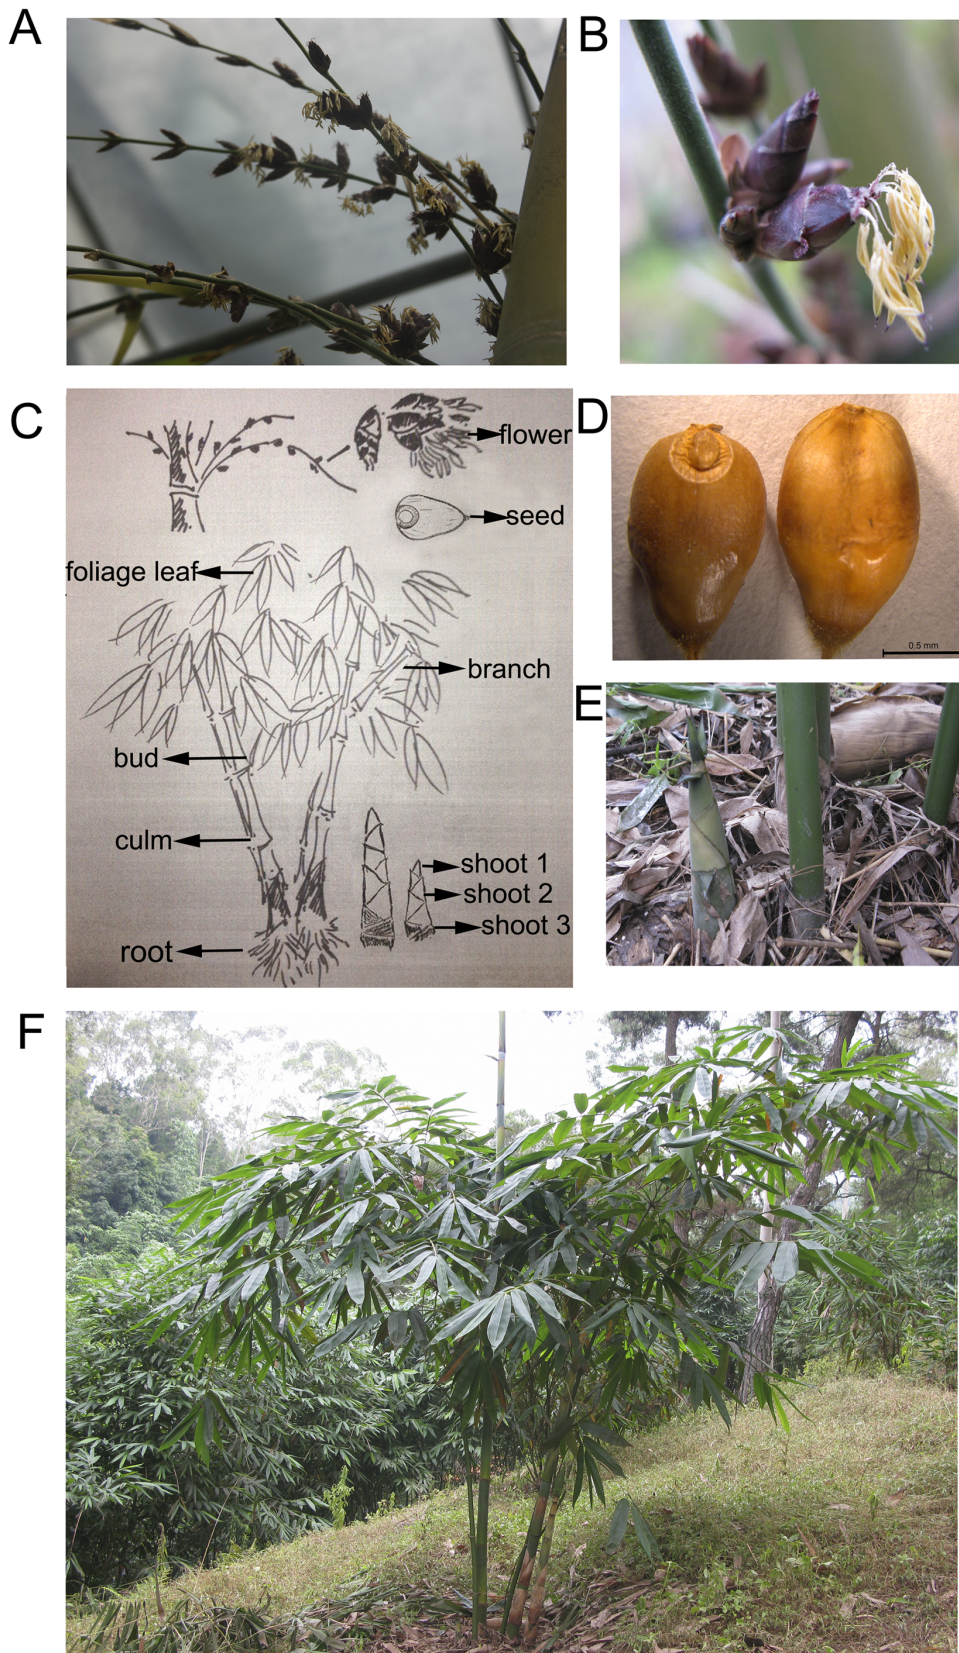 A
B
C
flower
seed
foliage leaf
branch
bud
culm
shoot 1
shoot 2
shoot 3
root
D
0.5 mm
E
F